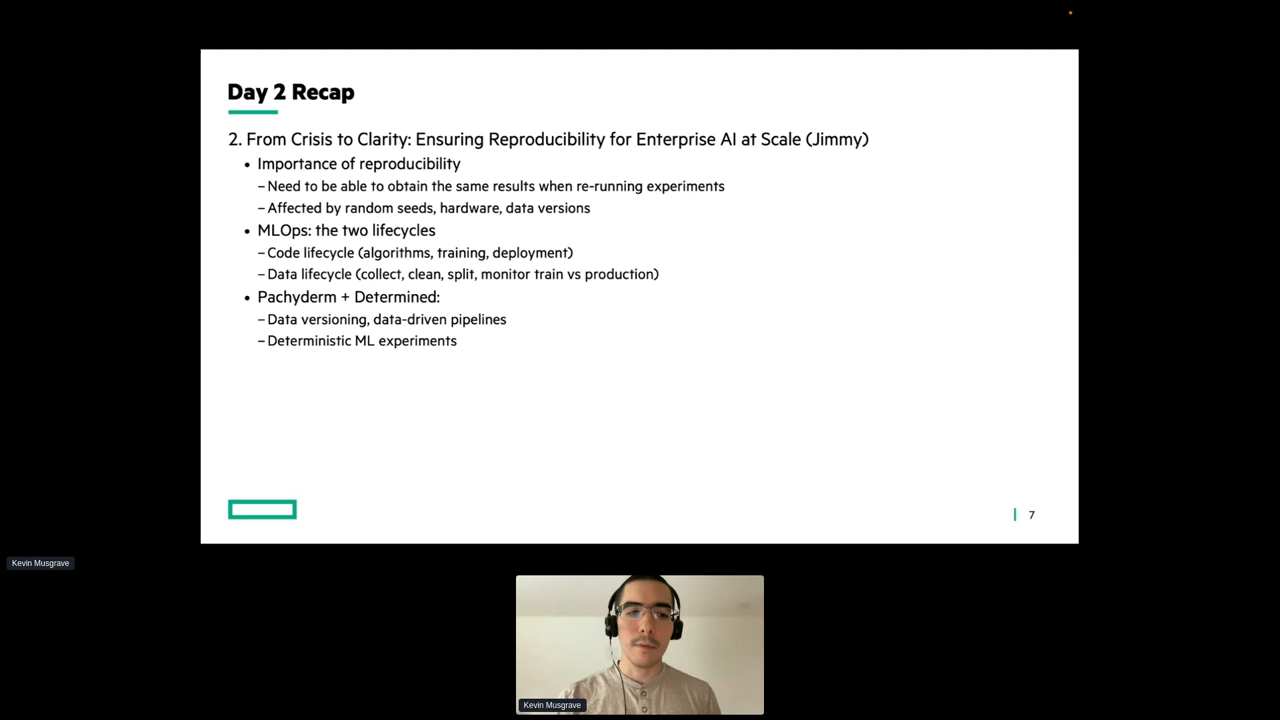 Day 2 Recap
2. From Crisis to Clarity: Ensuring Reproducibility for Enterprise AI at Scale (Jimmy)
• Importance of reproducibility
– Need to be able to obtain the same results when re-running experiments
– Affected by random seeds, hardware, data versions
• MLOps: the two lifecycles
– Code lifecycle (algorithms, training, deployment)
– Data lifecycle (collect, clean, split, monitor train vs production)
• Pachyderm + Determined:
– Data versioning, data-driven pipelines
– Deterministic ML experiments
7
Kevin Musgrave
Kevin Musgrave